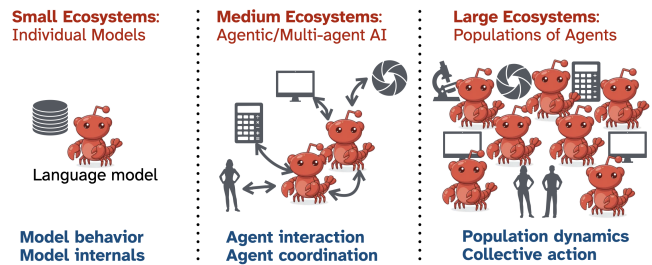 Small Ecosystems:
Individual Models
Language model
Model behavior
Model internals
Medium Ecosystems:
Agentic/Multi-agent AI
Agent interaction
Agent coordination
Large Ecosystems:
Populations of Agents
Population dynamics
Collective action